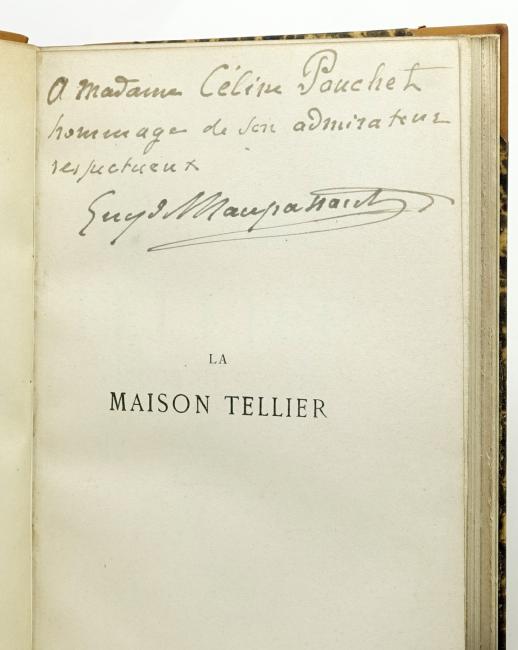 A Madame Céline Pouchet
hommage de son admirateur
respectueux
Guy de Maupassant
LA
MAISON TELLIER